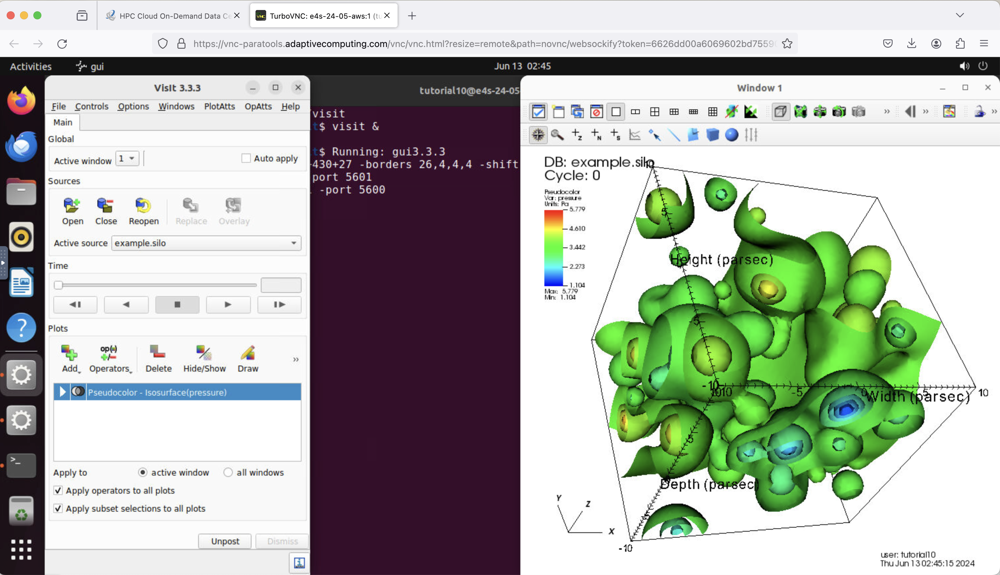 HPC Cloud On-Demand Data Ce
TurboVNC: e4s-24-05-aws:1 (tu
https://vnc-paratools.adaptivecomputing.com/vnc/vnc.html?resize=remote&path=novnc/websockify?token=6626dd00a6069602bd7559
Activities
gui
Jun 13 02:45
VisIt 3.3.3
File Controls Options Windows PlotAtts OpAtts Help
Main
Global
Active window 1
Auto apply
Sources
Open Close Reopen Replace Overlay
Active source example.silo
Time
Plots
op(=)
Add Operators Delete Hide/Show Draw
Pseudocolor - Isosurface(pressure)
Apply to active window all windows
Apply operators to all plots
Apply subset selections to all plots
Unpost Dismiss
tutorial10@e4s-24-05
visit
t$ visit &
t$ Running: gui3.3.3
430+27 -borders 26,4,4,4 -shift
port 5601
-port 5600
Window 1
Z N S
DB: example.silo
Cycle: 0
Pseudocolor
Var: pressure
Units: Pa
5.779
4.610
3.442
2.273
1.104
Max: 5.779
Min: 1.104
10
5
Height (parsec)
-5
-10
1010
-5
0
Width (parsec)
5
10
5
Depth (parsec)
-5
-10
Y
Z
X
user: tutorial10
Thu Jun 13 02:45:15 2024